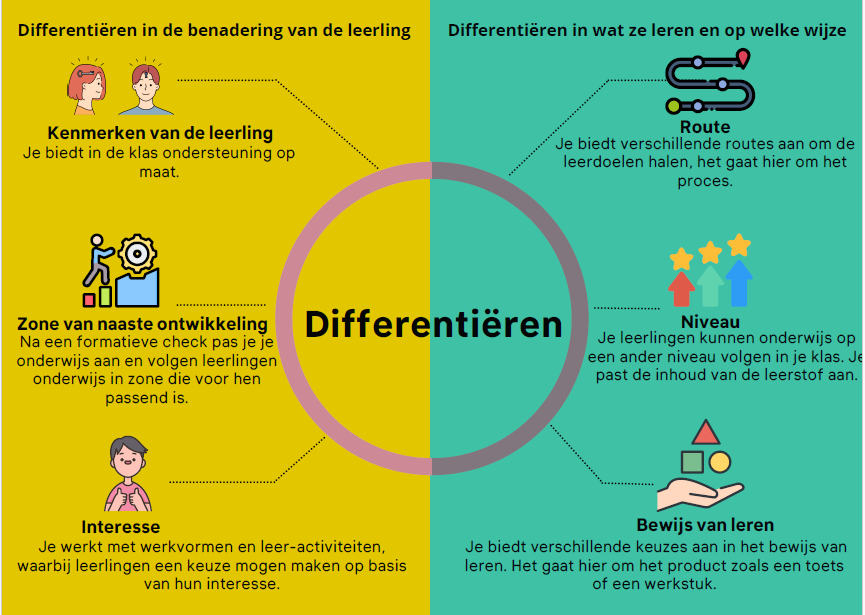 Differentiëren in de benadering van de leerling
Kenmerken van de leerling
Je biedt in de klas ondersteuning op
maat.
Zone van naaste ontwikkeling
Na een formatieve check pas je je
onderwijs aan en volgen leerlingen
onderwijs in zone die voor hen
passend is.
Interesse
Je werkt met werkvormen en leer-activiteiten,
waarbij leerlingen een keuze mogen maken op basis
van hun interesse.
Differentiëren
Differentiëren in wat ze leren en op welke wijze
Route
Je biedt verschillende routes aan om de
leerdoelen halen, het gaat hier om het
proces.
Niveau
Je leerlingen kunnen onderwijs op
een ander niveau volgen in je klas. Je
past de inhoud van de leerstof aan.
Bewijs van leren
Je biedt verschillende keuzes aan in het bewijs van
leren. Het gaat hier om het product zoals een toets
of een werkstuk.